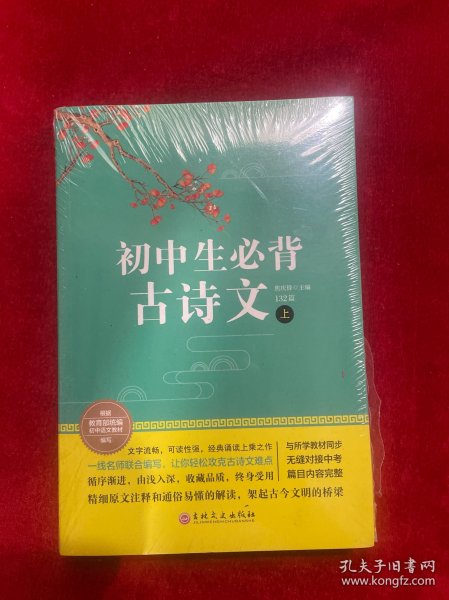 初中生必背
古诗文
主编
132篇
上
根据
教育部统编
初中语文教材
编写
文字流畅,可读性强,经典诵读上乘之作
一线名师联合编写,让你轻松攻克古诗文难点
循序渐进,由浅入深,收藏品质,终身受用
与所学教材同步
无缝对接中考
篇目内容完整
精细原文注释和通俗易懂的解读,架起古今文明的桥梁
吉林文史出版社
JILINWENSHICHUBANSHE
孔夫子旧书网
www.kongfz.com